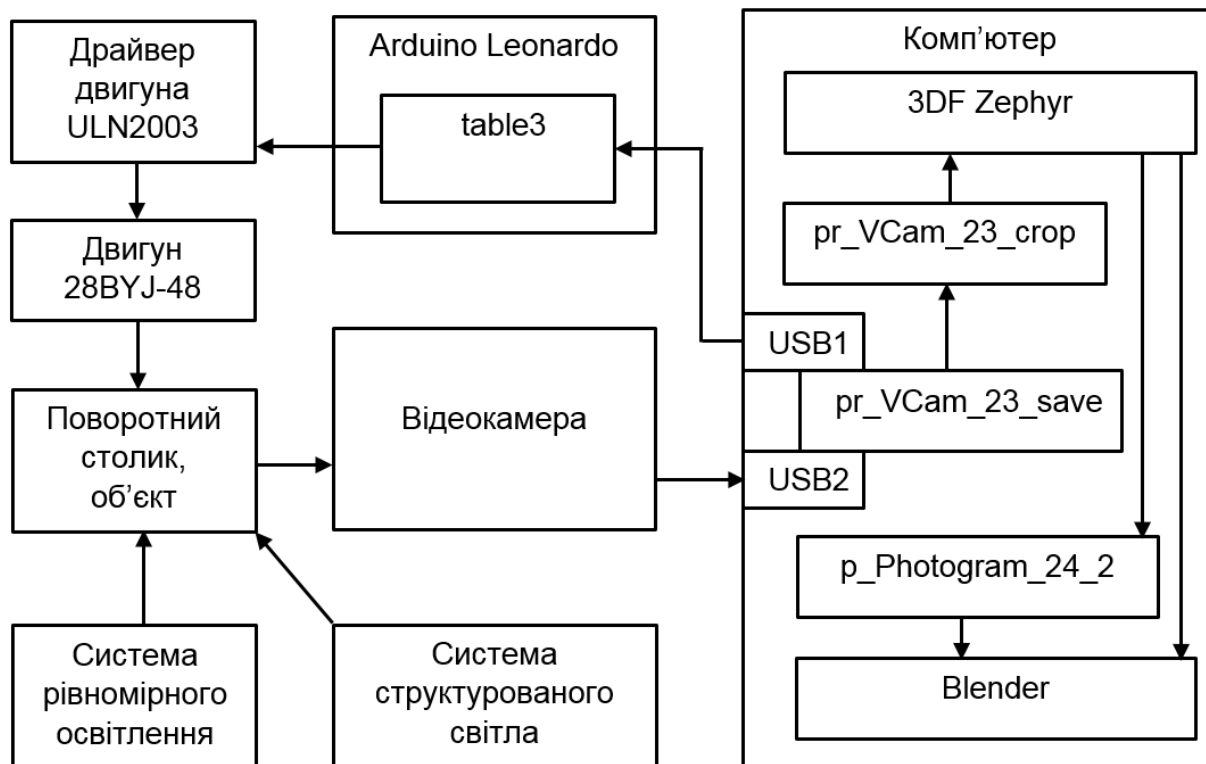 Драйвер
двигуна
ULN2003
Arduino Leonardo
table3
Комп’ютер
3DF Zephyr
pr_VCam_23_crop
Двигун
28BYJ-48
USB1
pr_VCam_23_save
USB2
Поворотний
столик,
об’єкт
Відеокамера
p_Photogram_24_2
Blender
Система
рівномірного
освітлення
Система
структурованого
світла